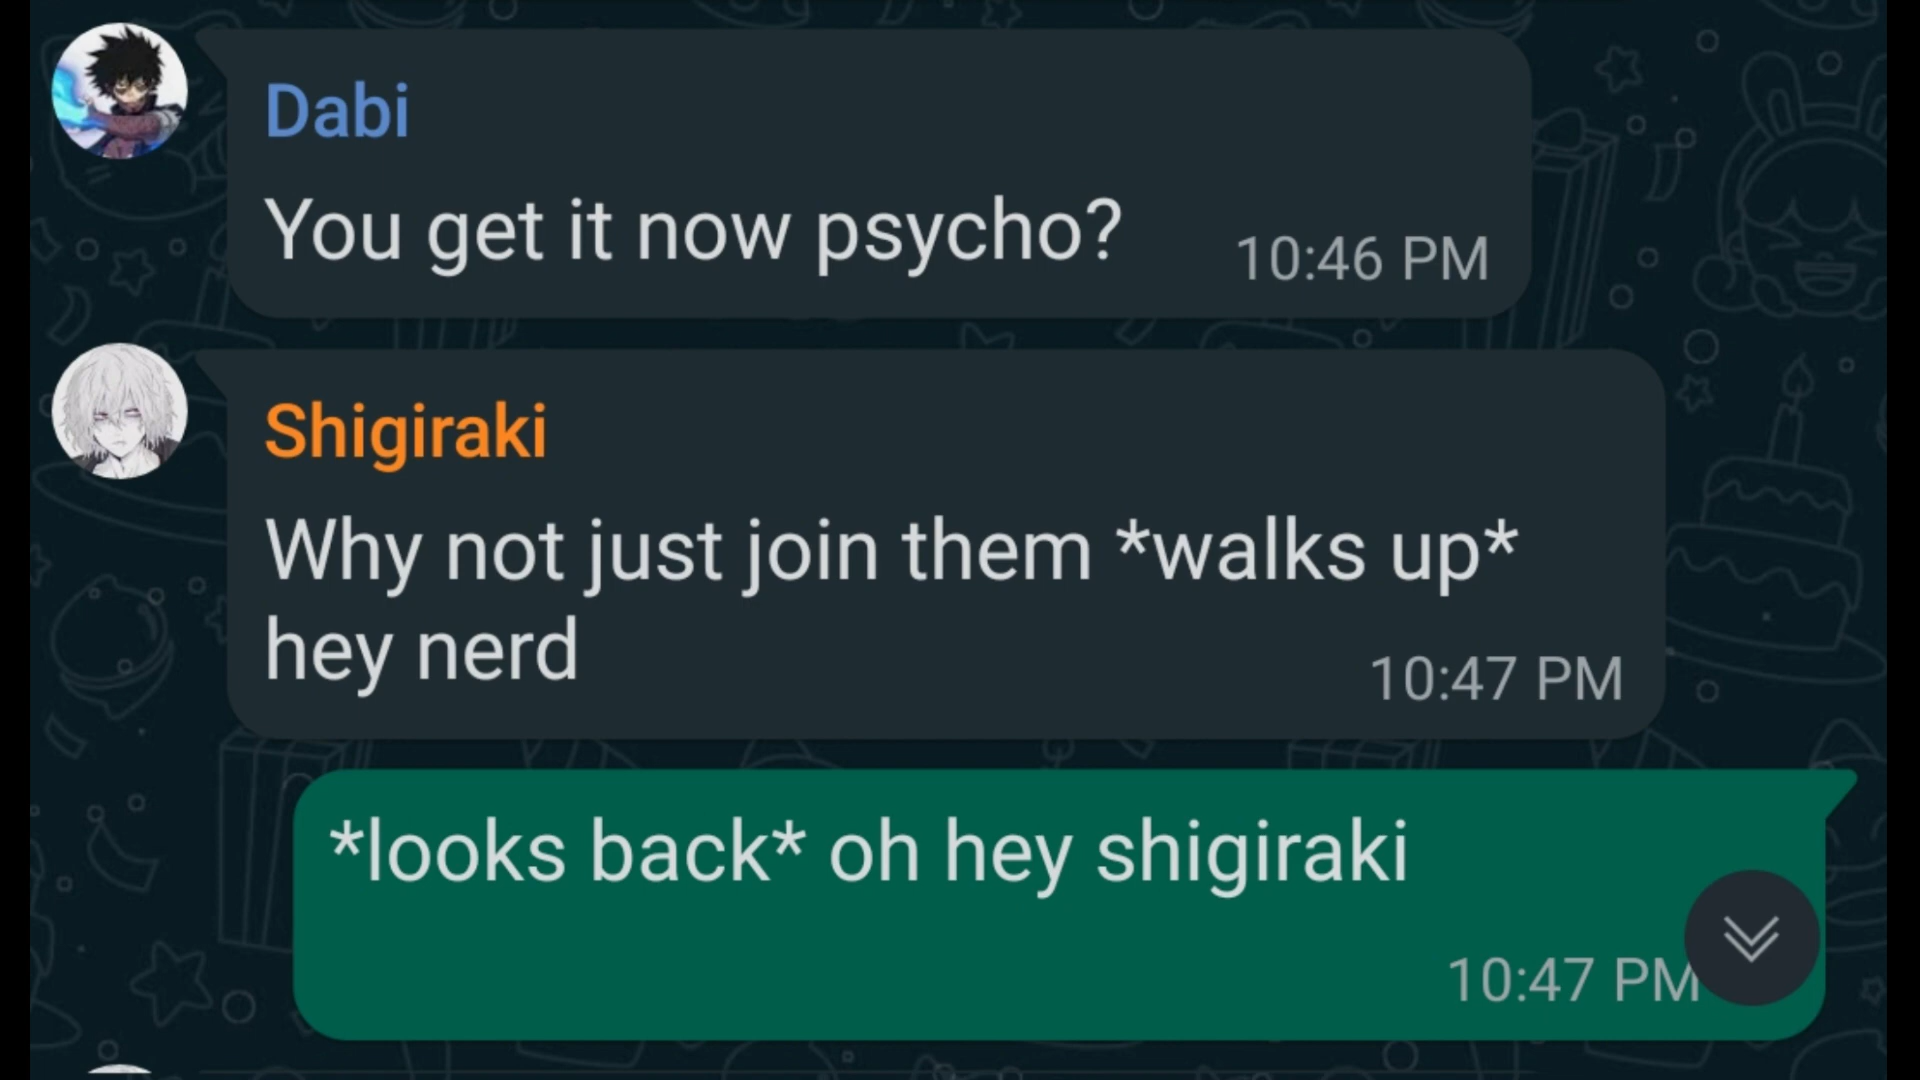 Dabi
You get it now psycho?
10:46 PM
Shigiraki
Why not just join them *walks up*
hey nerd
10:47 PM
*looks back* oh hey shigiraki
10:47 PM